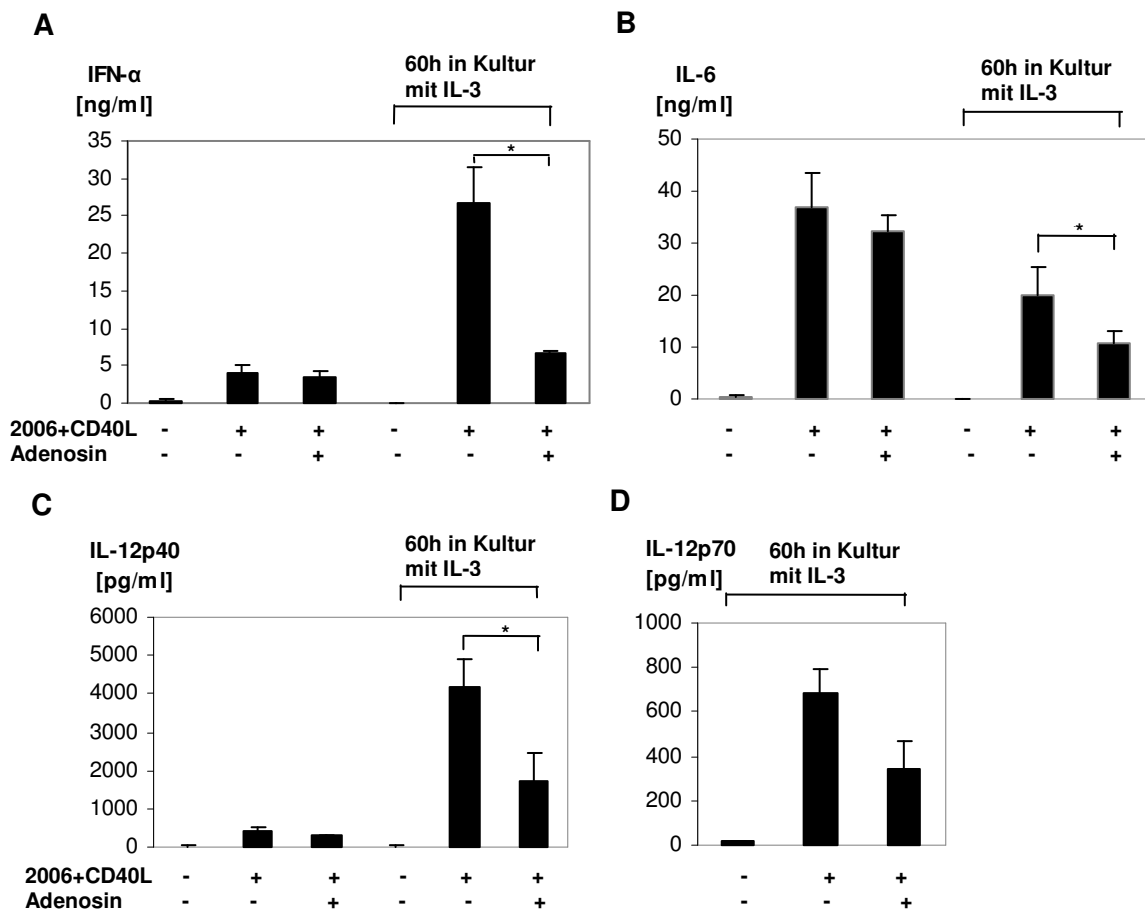 A
IFN-α
[ng/ml]
60h in Kultur
mit IL-3
35
30
25
20
15
10
5
0
*
2006+CD40L - + + - + +
Adenosin - - + - - +
B
IL-6
[ng/ml]
60h in Kultur
mit IL-3
50
40
30
20
10
0
*
- + + - + +
- - + - - +
C
IL-12p40
[pg/ml]
60h in Kultur
mit IL-3
6000
5000
4000
3000
2000
1000
0
*
2006+CD40L - + + - + +
Adenosin - - + - - +
D
IL-12p70
[pg/ml]
60h in Kultur
mit IL-3
1000
800
600
400
200
0
- + +
- - +